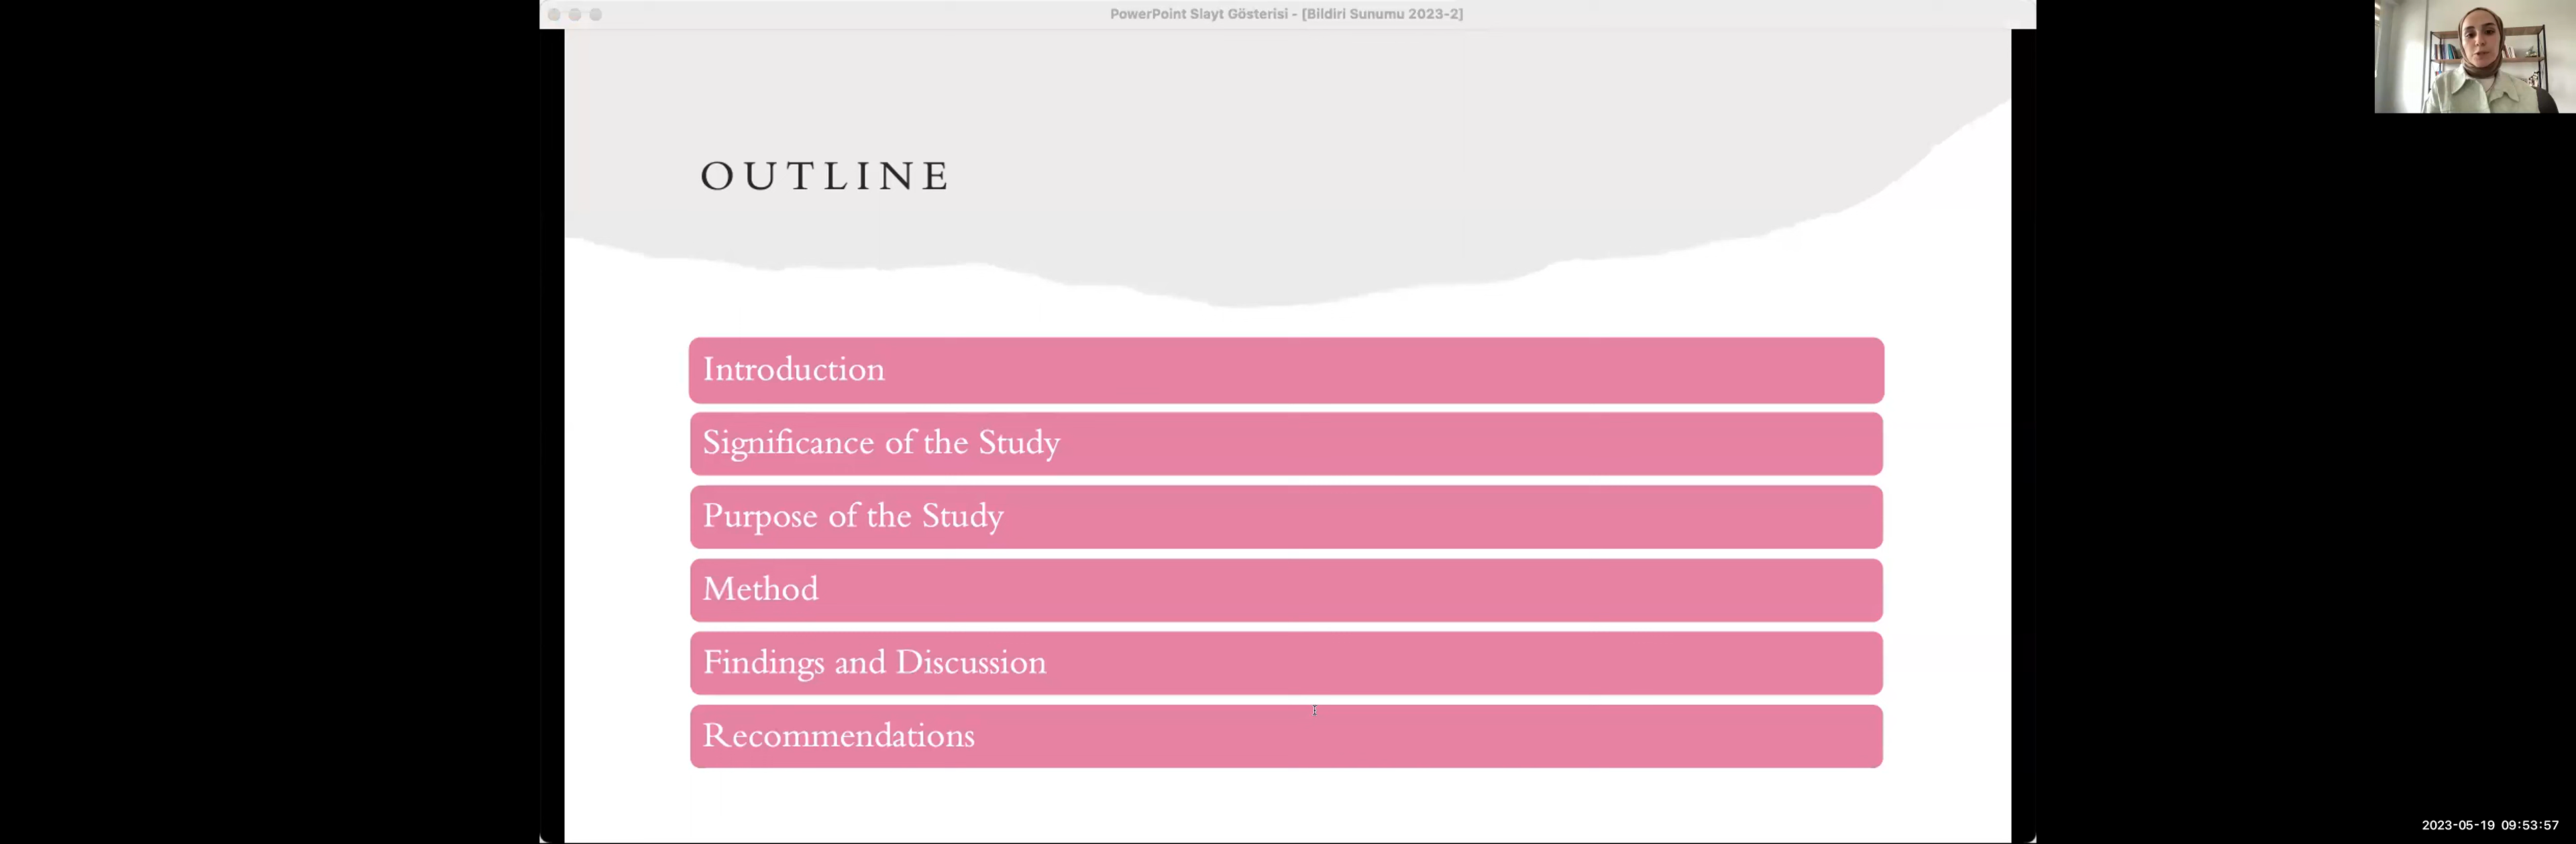 PowerPoint Slayt Gösterisi - [Bildiri Sunumu 2023-2]
OUTLINE
Introduction
Significance of the Study
Purpose of the Study
Method
Findings and Discussion
Recommendations
2023-05-19 09:53:57